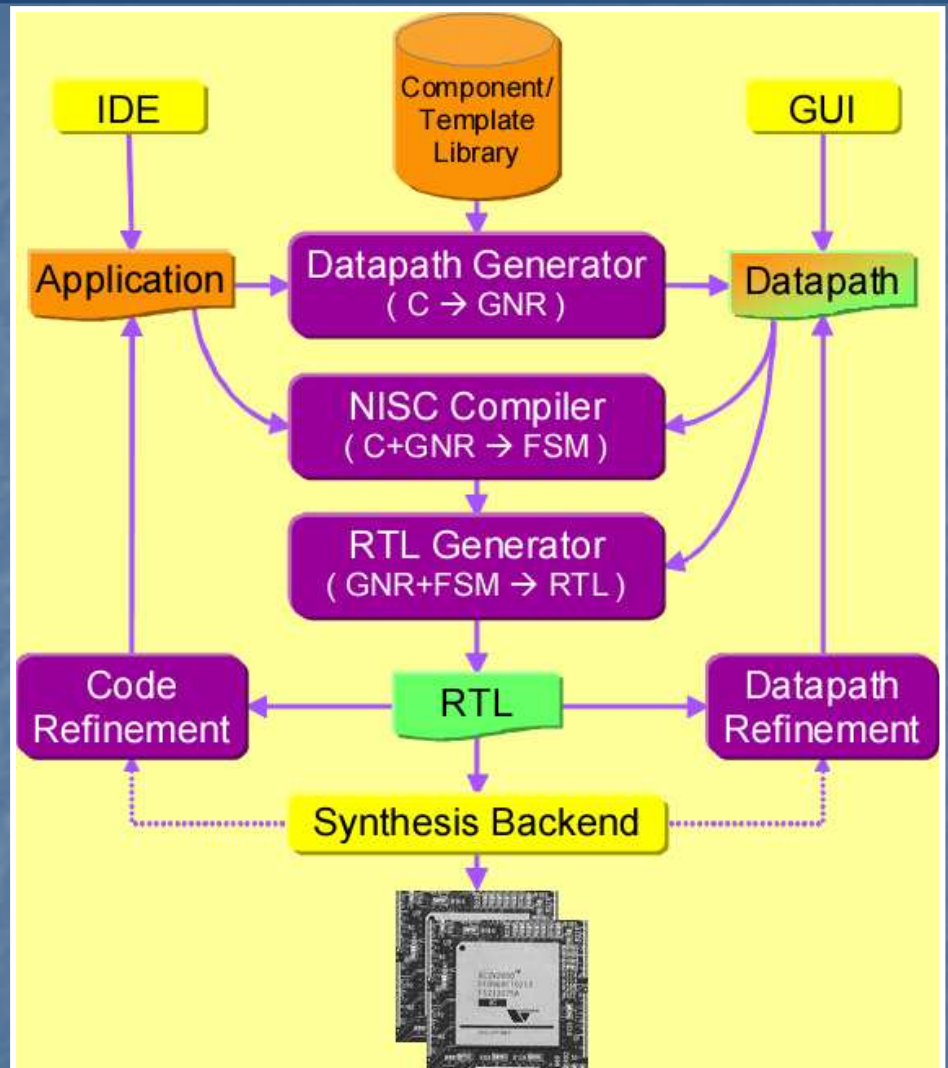 Component/
Template
Library
IDE
GUI
Application
Datapath Generator
( C → GNR )
Datapath
NISC Compiler
( C+GNR → FSM )
RTL Generator
( GNR+FSM → RTL )
Code
Refinement
RTL
Datapath
Refinement
Synthesis Backend